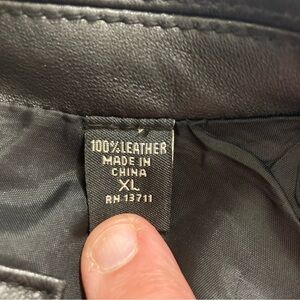 100% LEATHER
MADE IN
CHINA
XL
RN 13711